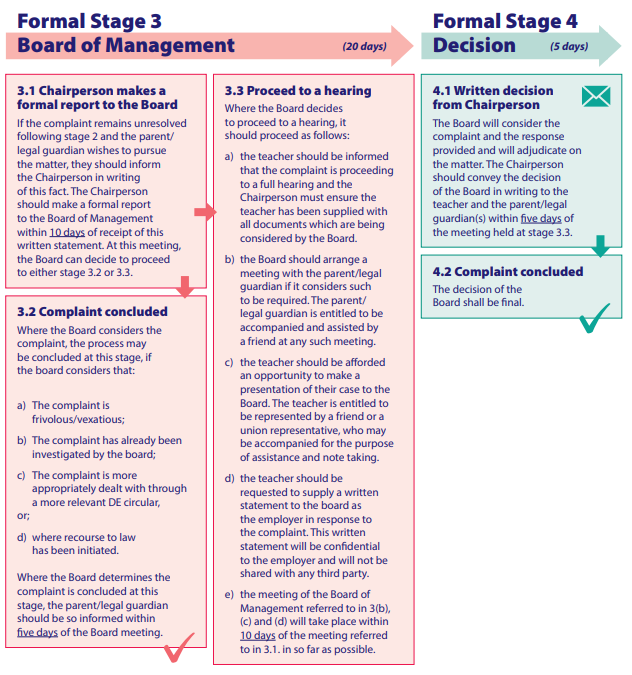 Formal Stage 3
Board of Management (20 days)
3.1 Chairperson makes a
formal report to the Board
If the complaint remains unresolved
following stage 2 and the parent/
legal guardian wishes to pursue
the matter, they should inform
the Chairperson in writing
of this fact. The Chairperson
should make a formal report
to the Board of Management
within 10 days of receipt of this
written statement. At this meeting,
the Board can decide to proceed
to either stage 3.2 or 3.3.
3.2 Complaint concluded
Where the Board considers the
complaint, the process may
be concluded at this stage, if
the board considers that:
a) The complaint is
frivolous/vexatious;
b) The complaint has already been
investigated by the board;
c) The complaint is more
appropriately dealt with through
a more relevant DE circular,
or;
d) where recourse to law
has been initiated.
Where the Board determines the
complaint is concluded at this
stage, the parent/legal guardian
should be so informed within
five days of the Board meeting.
3.3 Proceed to a hearing
Where the Board decides
to proceed to a hearing, it
should proceed as follows:
a) the teacher should be informed
that the complaint is proceeding
to a full hearing and the
Chairperson must ensure the
teacher has been supplied with
all documents which are being
considered by the Board.
b) the Board should arrange a
meeting with the parent/legal
guardian if it considers such
to be required. The parent/
legal guardian is entitled to be
accompanied and assisted by
a friend at any such meeting.
c) the teacher should be afforded
an opportunity to make a
presentation of their case to the
Board. The teacher is entitled to
be represented by a friend or a
union representative, who may
be accompanied for the purpose
of assistance and note taking.
d) the teacher should be
requested to supply a written
statement to the board as
the employer in response to
the complaint. This written
statement will be confidential
to the employer and will not be
shared with any third party.
e) the meeting of the Board of
Management referred to in 3(b),
(c) and (d) will take place within
10 days of the meeting referred
to in 3.1. in so far as possible.
Formal Stage 4
Decision (5 days)
4.1 Written decision
from Chairperson
The Board will consider the
complaint and the response
provided and will adjudicate on
the matter. The Chairperson
should convey the decision
of the Board in writing to the
teacher and the parent/legal
guardian(s) within five days of
the meeting held at stage 3.3.
4.2 Complaint concluded
The decision of the
Board shall be final.